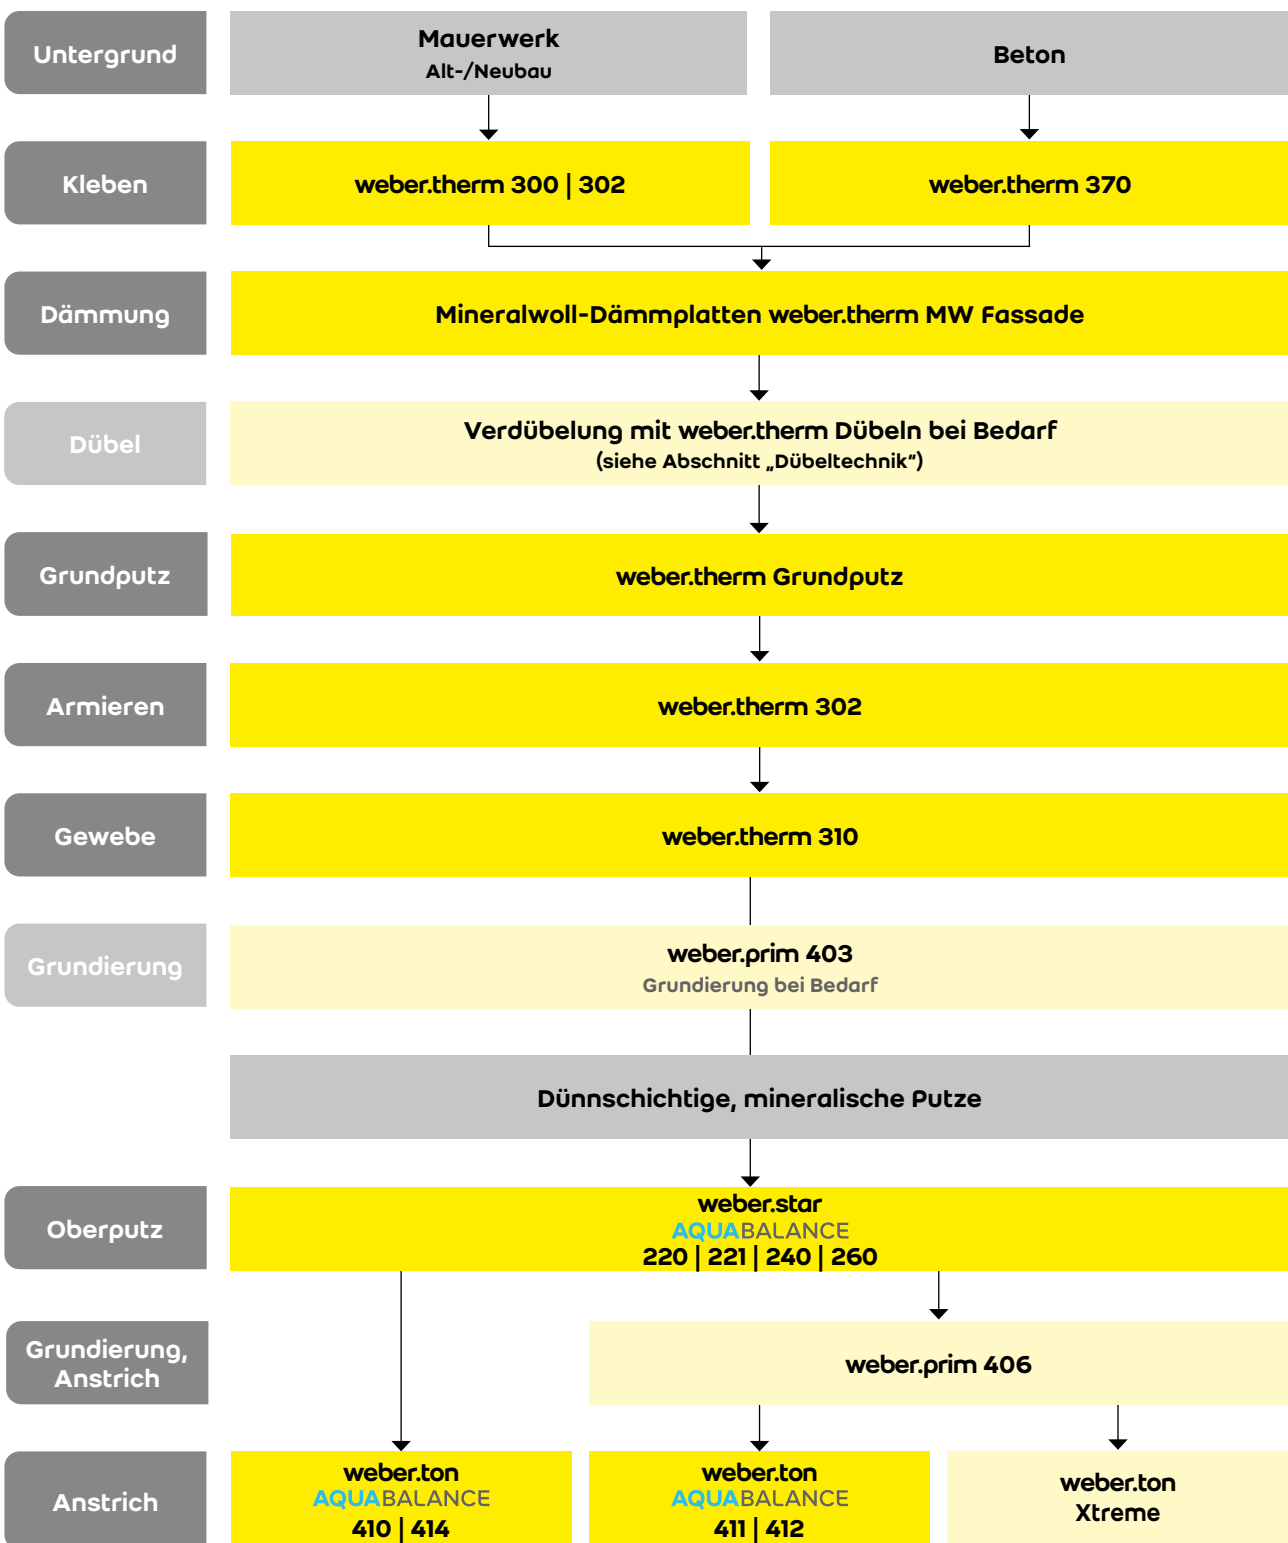 Untergrund
Mauerwerk
Alt-/Neubau
Beton
Kleben
weber.therm 300 | 302
weber.therm 370
Dämmung
Mineralwoll-Dämmplatten weber.therm MW Fassade
Dübel
Verdübelung mit weber.therm Dübeln bei Bedarf
(siehe Abschnitt „Dübeltechnik“)
Grundputz
weber.therm Grundputz
Armieren
weber.therm 302
Gewebe
weber.therm 310
Grundierung
weber.prim 403
Grundierung bei Bedarf
Dünnschichtige, mineralische Putze
Oberputz
weber.star
AQUABALANCE
220 | 221 | 240 | 260
Grundierung,
Anstrich
weber.prim 406
Anstrich
weber.ton
AQUABALANCE
410 | 414
weber.ton
AQUABALANCE
411 | 412
weber.ton
Xtreme